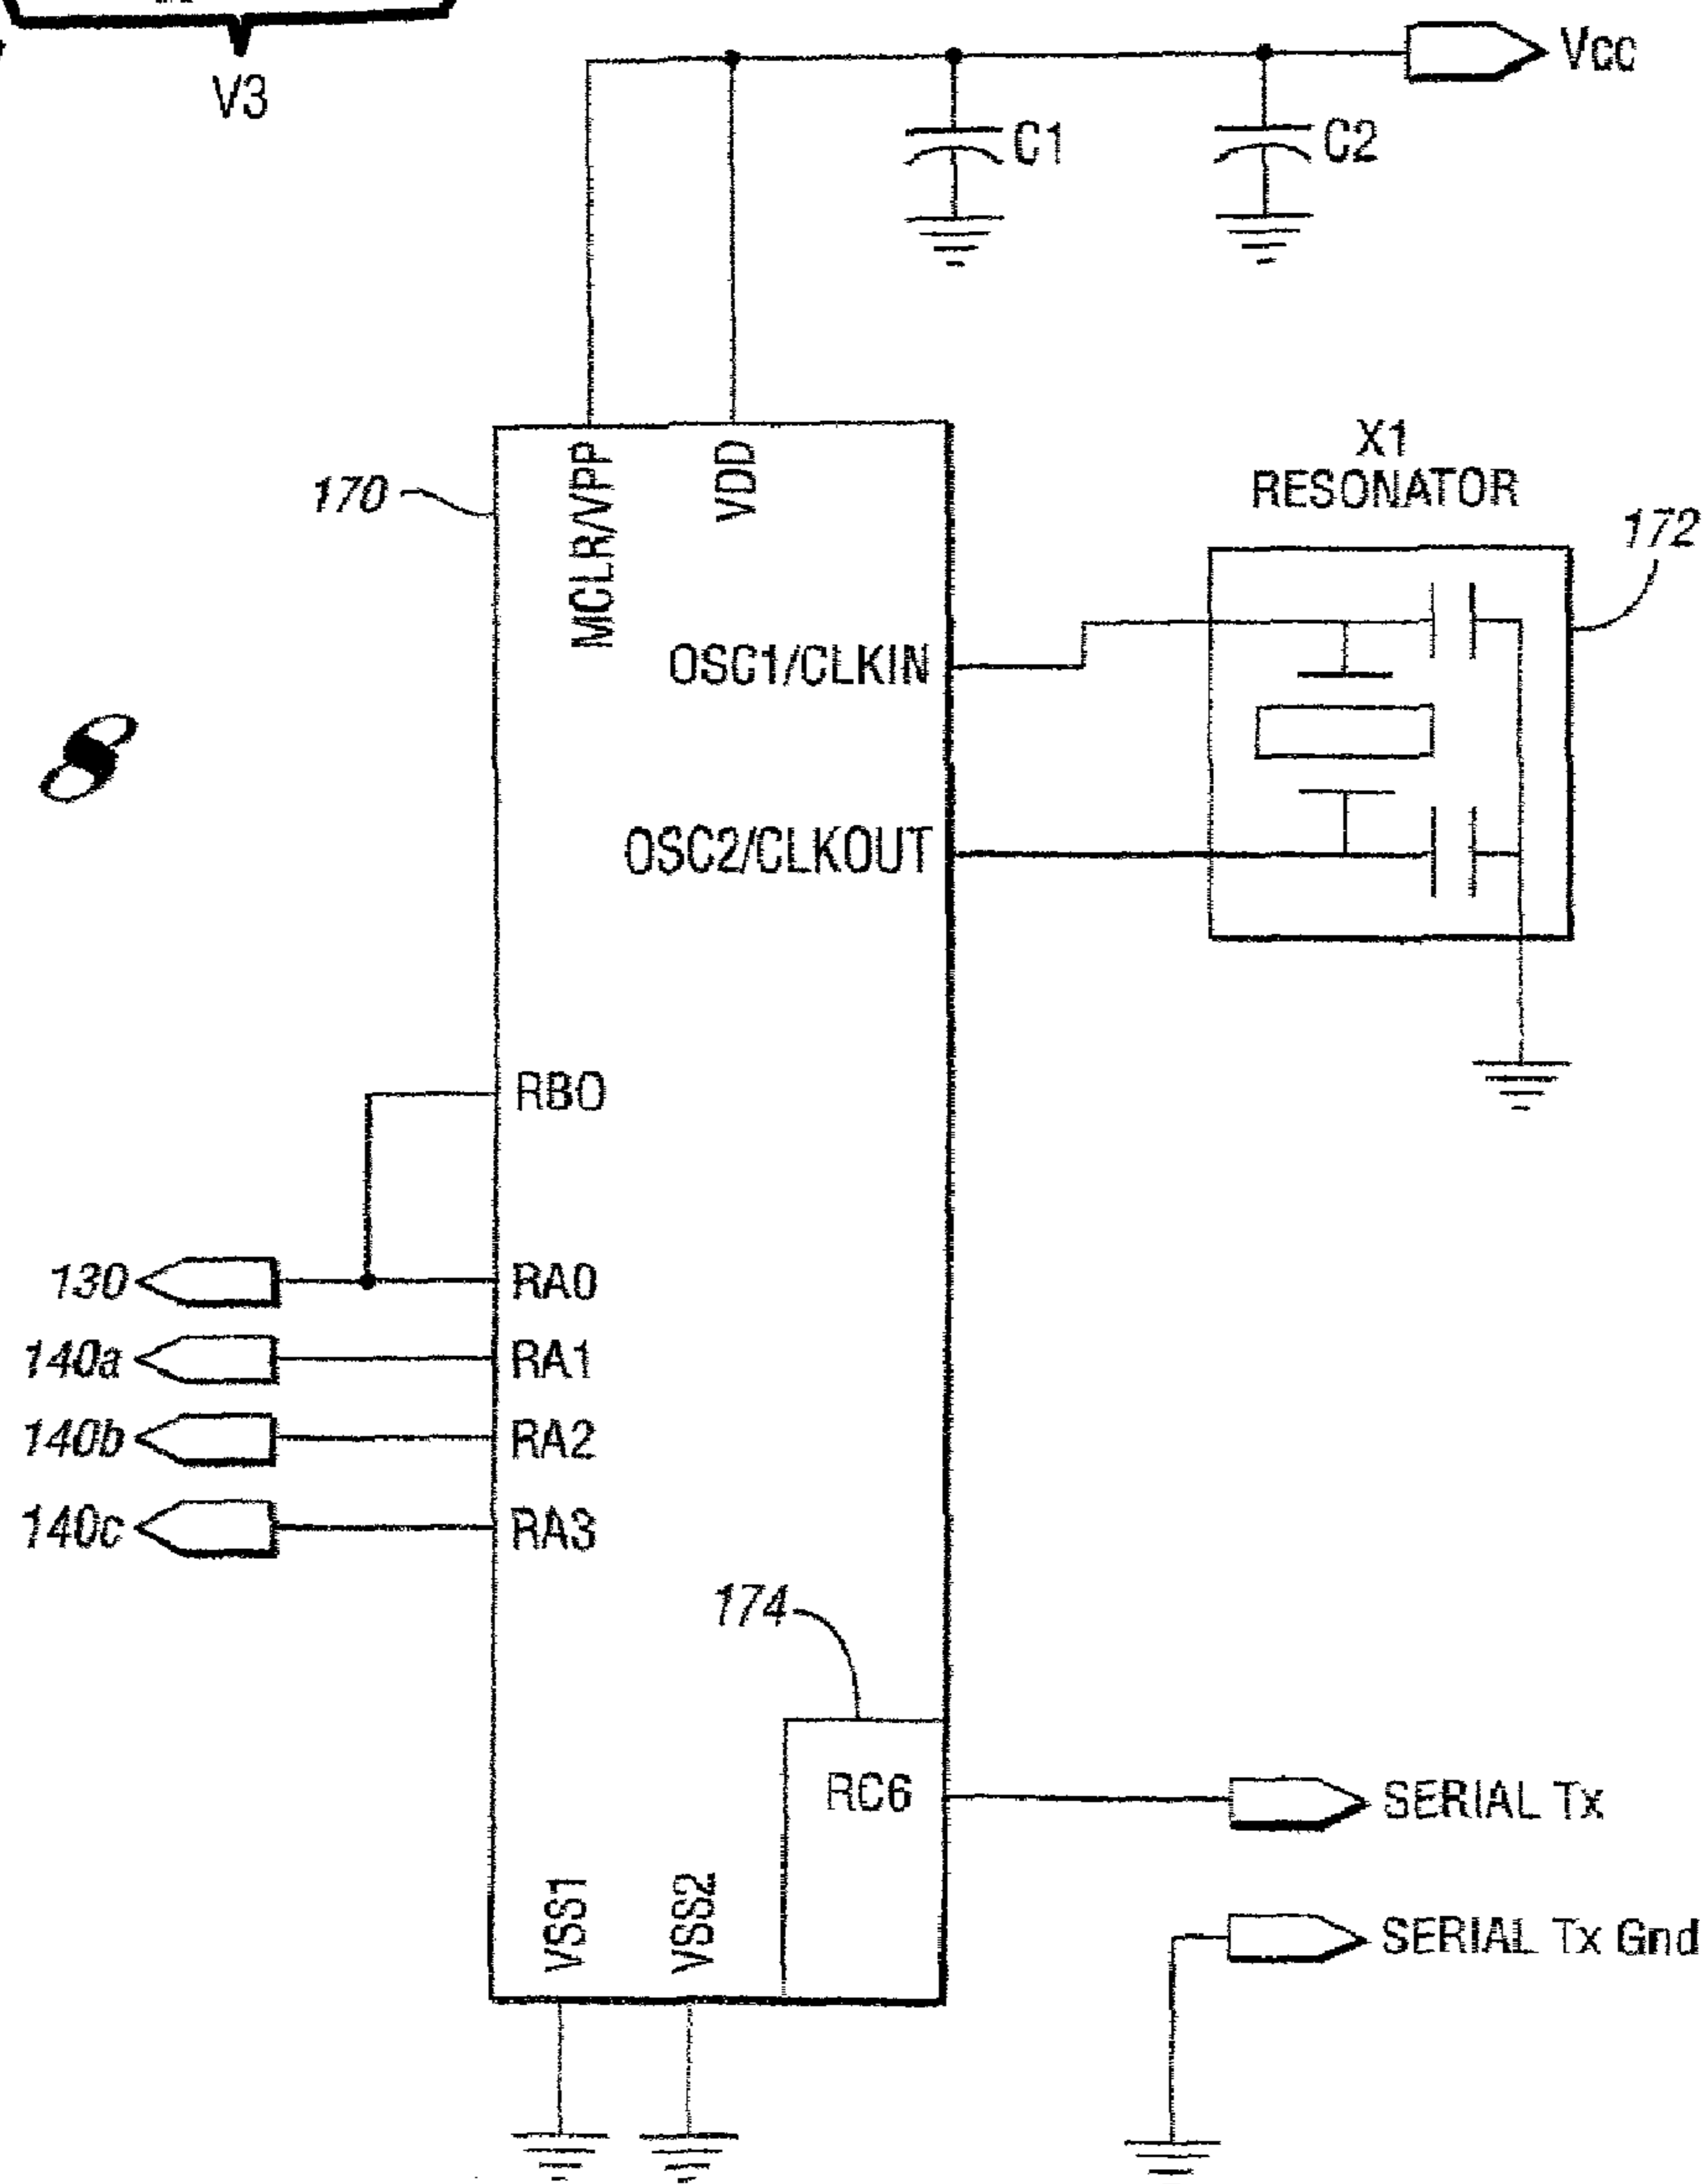 V3
Vcc
C1
C2
170
MCLR/VPP
VDD
X1
RESONATOR
172
OSC1/CLKIN
OSC2/CLKOUT
RB0
130
RA0
140a
RA1
140b
RA2
140c
RA3
174
RC6
SERIAL Tx
VSS1
VSS2
SERIAL Tx Gnd